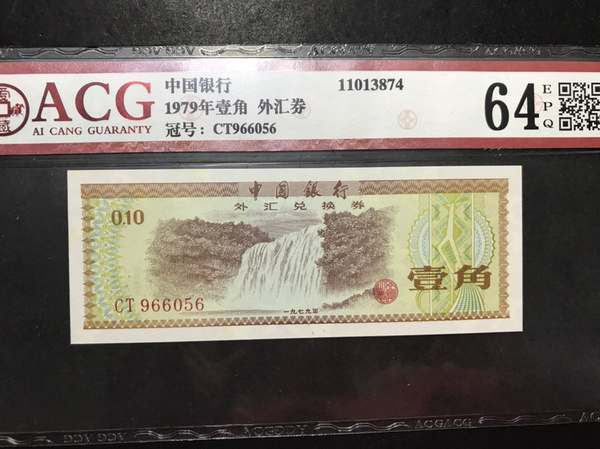 ACG
AI CANG GUARANTY
中国银行
11013874
1979年壹角 外汇券
冠号：CT966056
64
EPQ
中国银行
外汇兑换券
0.10
壹角
CT 966056
一九七九年